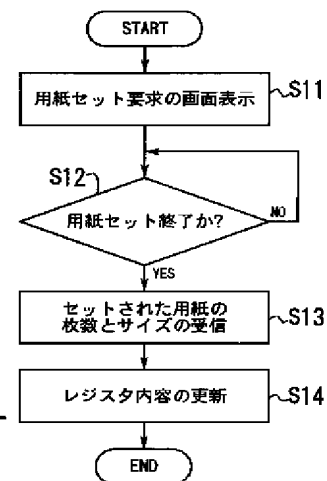 START
用紙セット要求の画面表示
S11
S12
用紙セット終了か?
NO
YES
セットされた用紙の
枚数とサイズの受信
S13
レジスタ内容の更新
S14
END